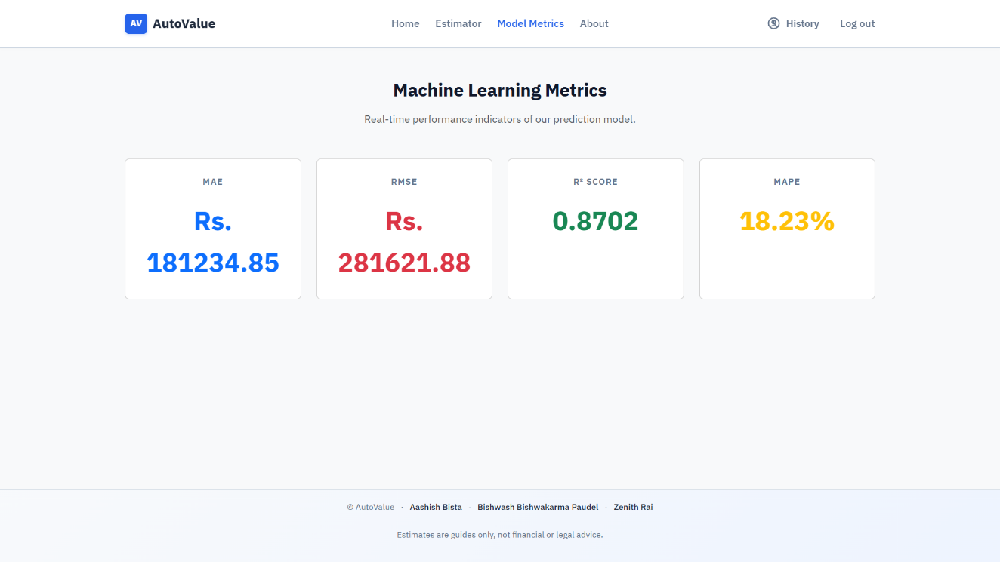 AV AutoValue Home Estimator Model Metrics About History Log out
Machine Learning Metrics
Real-time performance indicators of our prediction model.
MAE
Rs.
181234.85
RMSE
Rs.
281621.88
R² SCORE
0.8702
MAPE
18.23%
© AutoValue · Aashish Bista · Bishwash Bishwakarma Paudel · Zenith Rai
Estimates are guides only, not financial or legal advice.